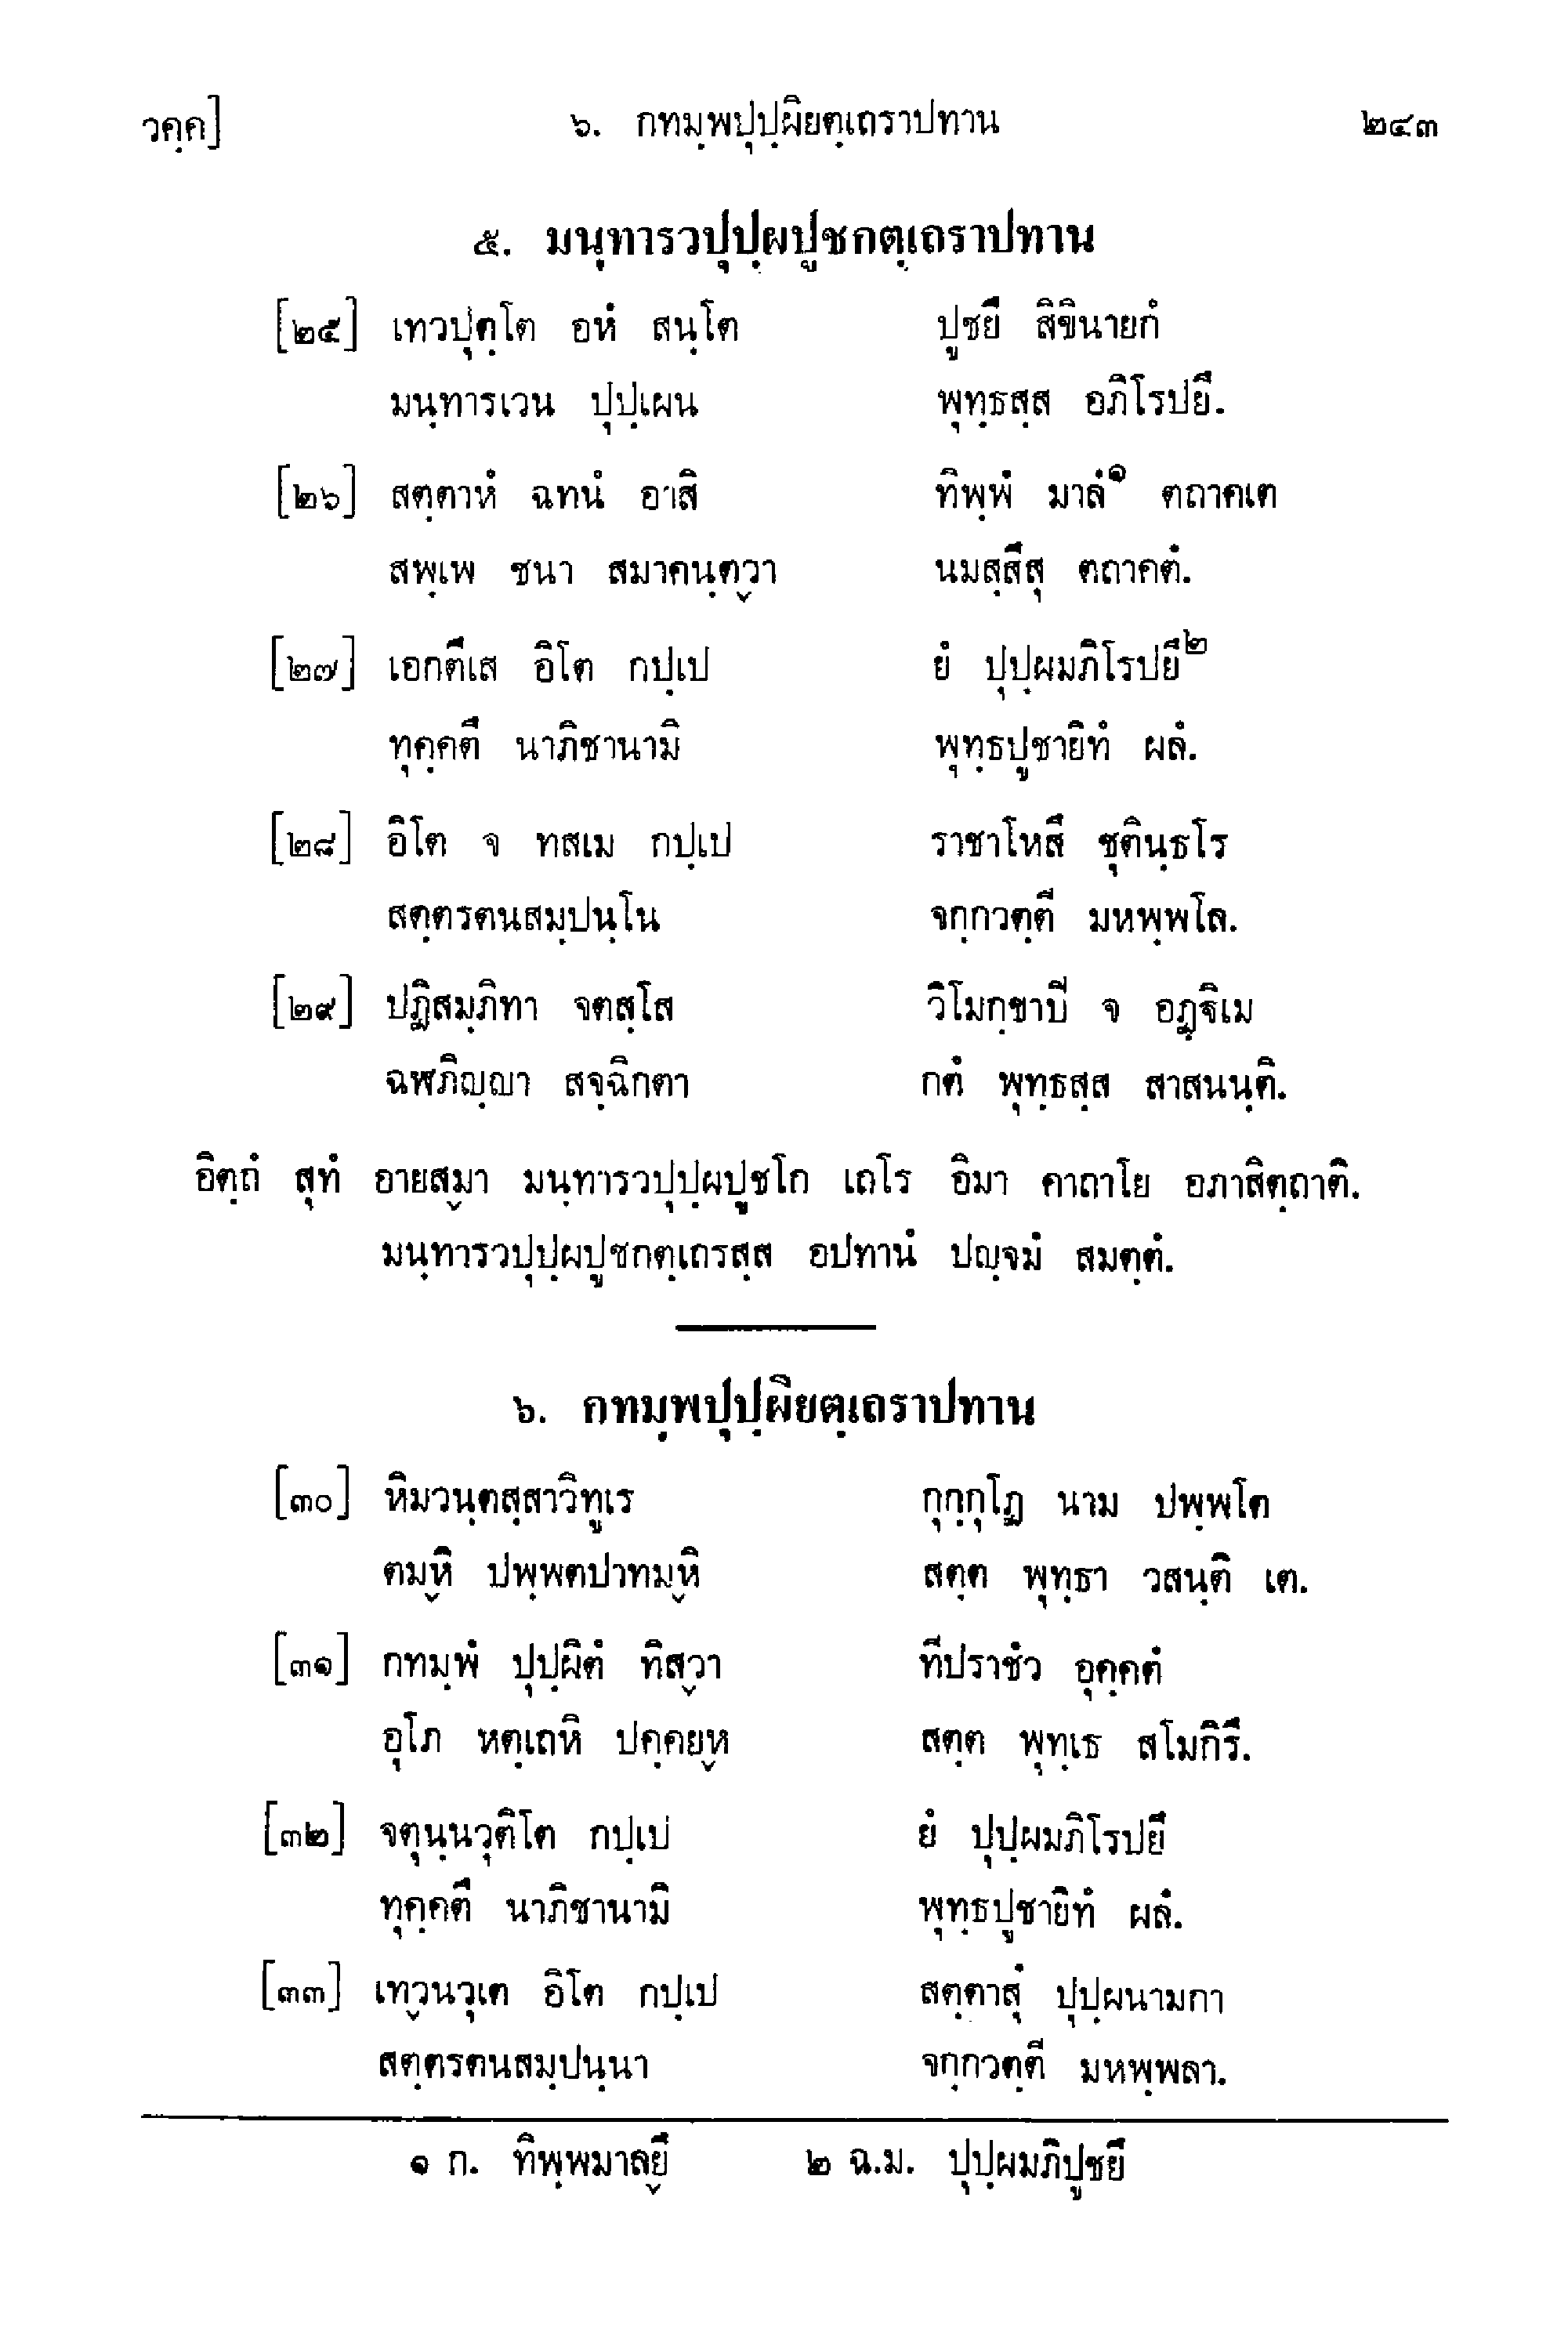 วคฺค] ๖. กทมฺพปุปฺผิยตฺเถราปทาน ๒๔๓
๕. มนฺทารวปุปฺผปูชกตฺเถราปทาน
[๒๕] เทวปุตฺโต อหํ สนฺโต ปูชยึ สิขินายกํ
มนฺทารเวน ปุปฺเผน พุทฺธสฺส อภิโรปยึ.
[๒๖] สตฺตาหํ ฉทนํ อาสิ ทิพฺพํ มาลํ๑ ตถาคเต
สพฺเพ ชนา สมาคนฺตฺวา นมสฺสึสุ ตถาคตํ.
[๒๗] เอกตึเส อิโต กปฺเป ยํ ปุปฺผมภิโรปยึ๒
ทุคฺคตึ นาภิชานามิ พุทฺธปูชายิทํ ผลํ.
[๒๘] อิโต จ ทสเม กปฺเป ราชาโหสึ ชุตินฺธโร
สตฺตรตนสมฺปนฺโน จกฺกวตฺตี มหพฺพโล.
[๒๙] ปฏิสมฺภิทา จตสฺโส วิโมกฺขาปี จ อฏฺฐิเม
ฉฬภิญฺญา สจฺฉิกตา กตํ พุทฺธสฺส สาสนนฺติ.
อิตฺถํ สุทํ อายสฺมา มนฺทารวปุปฺผปูชโก เถโร อิมา คาถาโย อภาสิตฺถาติ.
มนฺทารวปุปฺผปูชกตฺเถรสฺส อปทานํ ปญฺจมํ สมตฺตํ.
๖. กทมฺพปุปฺผิยตฺเถราปทาน
[๓๐] หิมวนฺตสฺสาวิทูเร กุกฺกุโฏ นาม ปพฺพโต
ตมฺหิ ปพฺพตปาทมฺหิ สตฺต พุทฺธา วสนฺติ เต.
[๓๑] กทมฺพํ ปุปฺผิตํ ทิสฺวา ทีปราชํว อุคฺคตํ
อุโภ หตฺเถหิ ปคฺคยฺห สตฺต พุทฺเธ สโมกิรึ.
[๓๒] จตุนฺนวุติโต กปฺเป ยํ ปุปฺผมภิโรปยึ
ทุคฺคตึ นาภิชานามิ พุทฺธปูชายิทํ ผลํ.
[๓๓] เทฺวนวุเต อิโต กปฺเป สตฺตาสุํ ปุปฺผนามกา
สตฺตรตนสมฺปนฺนา จกฺกวตฺตี มหพฺพลา.
๑ ก. ทิพฺพมาลฺยึ ๒ ฉ.ม. ปุปฺผมภิปูชยึ